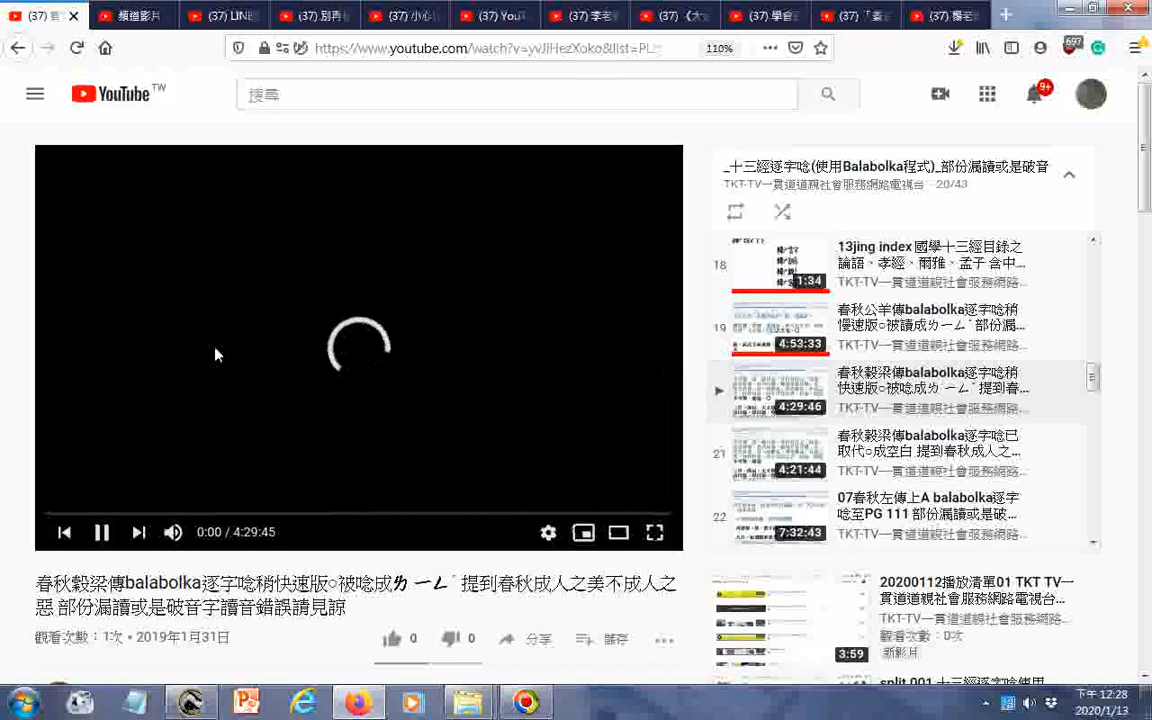 (37) 春
頻道影片
(37) LINE
(37) 別再
(37) 小心
(37) You
(37) 李老
(37) 《大
(37) 學會
(37) 「畫
(37) 楊老
https://www.youtube.com/watch?v=yvJiHezXoko&list=PL
110%
697
YouTube TW
搜尋
9+
_十三經逐字唸(使用Balabolka程式)_部份漏讀或是破音
TKT-TV一貫道道親社會服務網路電視台 - 20/43
18
1:34
13jing index 國學十三經目錄之
論語、孝經、爾雅、孟子 含中...
TKT-TV一貫道道親社會服務網路...
19
4:53:33
春秋公羊傳balabolka逐字唸稍
慢速版○被讀成ㄌㄧㄥˊ部份漏...
TKT-TV一貫道道親社會服務網路...
4:29:46
春秋穀梁傳balabolka逐字唸稍
快速版○被唸成ㄌㄧㄥˊ提到春...
TKT-TV一貫道道親社會服務網路...
21
4:21:44
春秋穀梁傳balabolka逐字唸已
取代○成空白 提到春秋成人之...
TKT-TV一貫道道親社會服務網路...
22
7:32:43
07春秋左傳上A balabolka逐字
唸至PG 111 部份漏讀或是破...
TKT-TV一貫道道親社會服務網路...
0:00 / 4:29:45
春秋穀梁傳balabolka逐字唸稍快速版○被唸成ㄌㄧㄥˊ 提到春秋成人之美不成人之
惡 部份漏讀或是破音字讀音錯誤請見諒
觀看次數：1次 • 2019年1月31日
0
0
分享
儲存
3:59
20200112播放清單01 TKT TV一
貫道道親社會服務網路電視台...
TKT-TV一貫道道親社會服務網路...
觀看次數：0次
新影片
split 001 十三經逐字唸使用
下午 12:28
2020/1/13